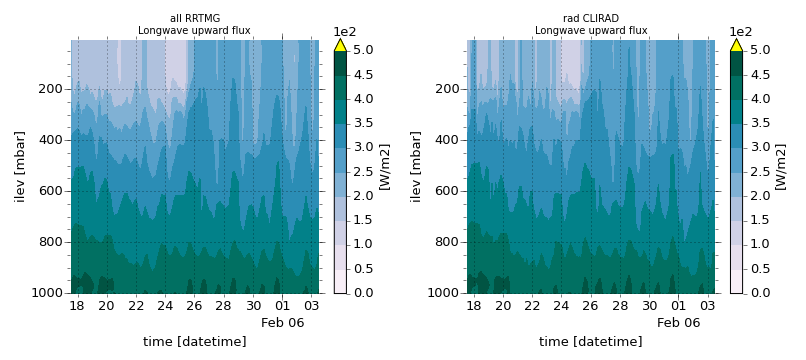 all RRTMG
Longwave upward flux
1e2
5.0
4.5
4.0
3.5
3.0
2.5
2.0
1.5
1.0
0.5
0.0
[W/m2]
200
400
600
800
1000
ilev [mbar]
18 20 22 24 26 28 30 01 03
Feb 06
time [datetime]
rad CLIRAD
Longwave upward flux
1e2
5.0
4.5
4.0
3.5
3.0
2.5
2.0
1.5
1.0
0.5
0.0
[W/m2]
200
400
600
800
1000
ilev [mbar]
18 20 22 24 26 28 30 01 03
Feb 06
time [datetime]